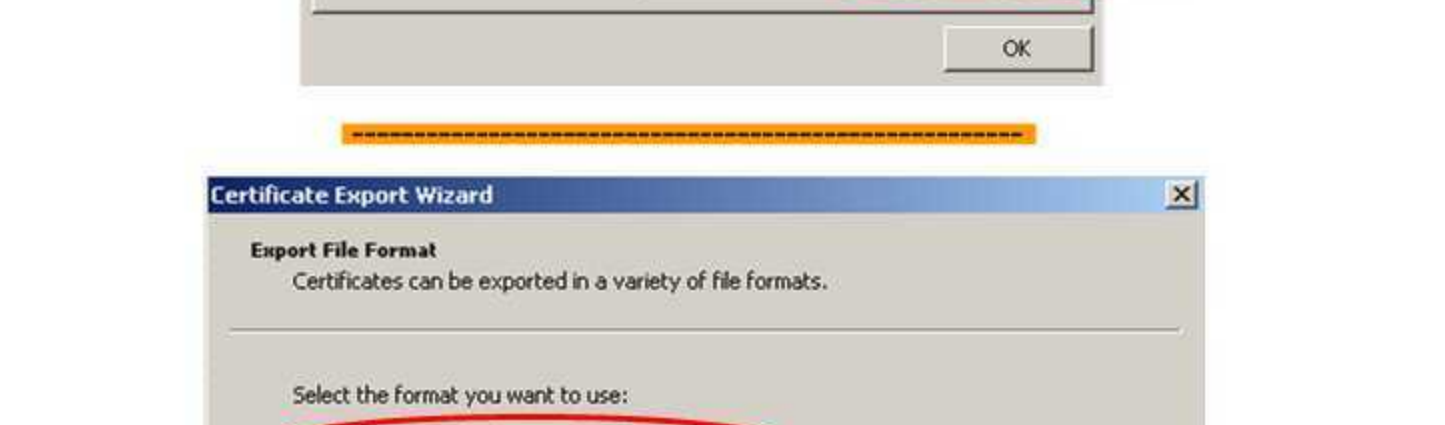 OK
-----------------------------------------------------
Certificate Export Wizard
Export File Format
Certificates can be exported in a variety of file formats.
Select the format you want to use: